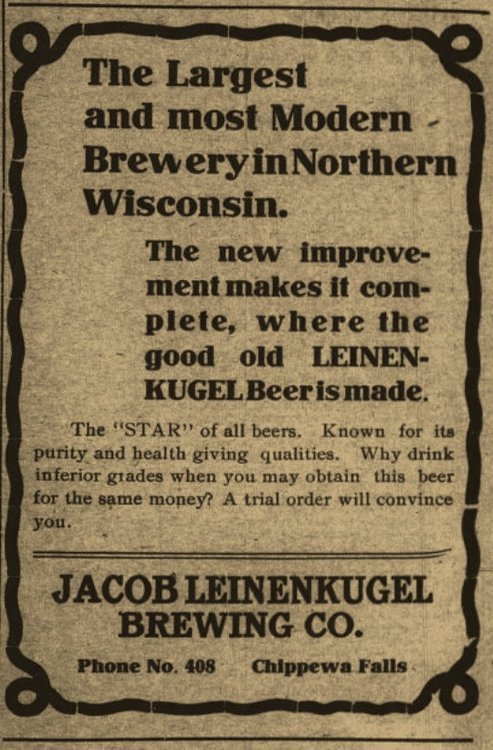 The Largest
and most Modern
Brewery in Northern
Wisconsin.
The new improve-
ment makes it com-
plete, where the
good old LEINEN-
KUGEL Beer is made.
The "STAR" of all beers. Known for its
purity and health giving qualities. Why drink
inferior grades when you may obtain this beer
for the same money? A trial order will convince
you.
JACOB LEINENKUGEL
BREWING CO.
Phone No. 408 Chippewa Falls